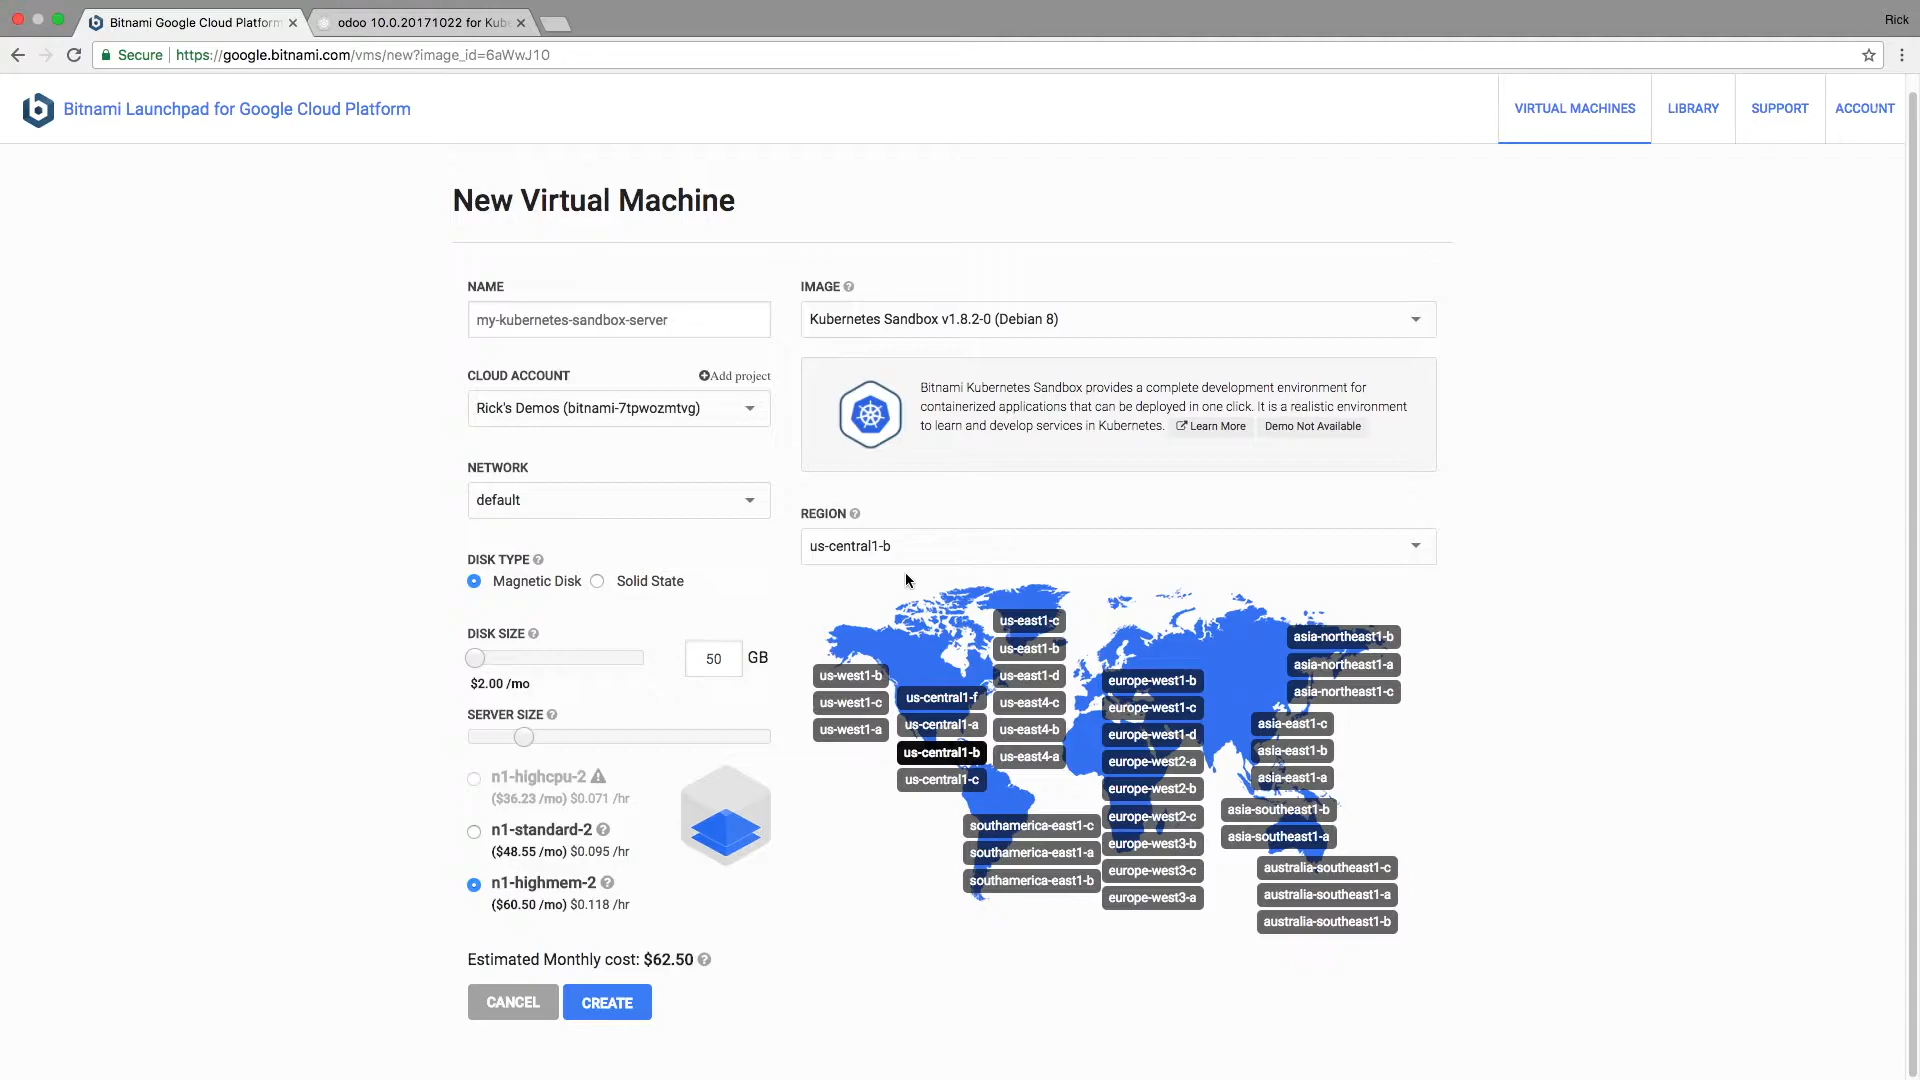 Rick
Bitnami Google Cloud Platform
odoo 10.0.20171022 for Kube
Secure
https://google.bitnami.com/vms/new?image_id=6aWwJ10
Bitnami Launchpad for Google Cloud Platform
VIRTUAL MACHINES
LIBRARY
SUPPORT
ACCOUNT
New Virtual Machine
NAME
my-kubernetes-sandbox-server
CLOUD ACCOUNT
Add project
Rick's Demos (bitnami-7tpwozmtvg)
NETWORK
default
DISK TYPE
Magnetic Disk
Solid State
DISK SIZE
50 GB
$2.00 /mo
SERVER SIZE
n1-highcpu-2
($36.23 /mo) $0.071 /hr
n1-standard-2
($48.55 /mo) $0.095 /hr
n1-highmem-2
($60.50 /mo) $0.118 /hr
Estimated Monthly cost: $62.50
CANCEL
CREATE
IMAGE
Kubernetes Sandbox v1.8.2-0 (Debian 8)
Bitnami Kubernetes Sandbox provides a complete development environment for
containerized applications that can be deployed in one click. It is a realistic environment
to learn and develop services in Kubernetes. Learn More Demo Not Available
REGION
us-central1-b
us-west1-b
us-west1-c
us-west1-a
us-central1-f
us-central1-a
us-central1-b
us-central1-c
us-east1-c
us-east1-b
us-east1-d
us-east4-c
us-east4-b
us-east4-a
southamerica-east1-c
southamerica-east1-a
southamerica-east1-b
europe-west1-b
europe-west1-c
europe-west1-d
europe-west2-a
europe-west2-b
europe-west2-c
europe-west3-b
europe-west3-c
europe-west3-a
asia-northeast1-b
asia-northeast1-a
asia-northeast1-c
asia-east1-c
asia-east1-b
asia-east1-a
asia-southeast1-b
asia-southeast1-a
australia-southeast1-c
australia-southeast1-a
australia-southeast1-b